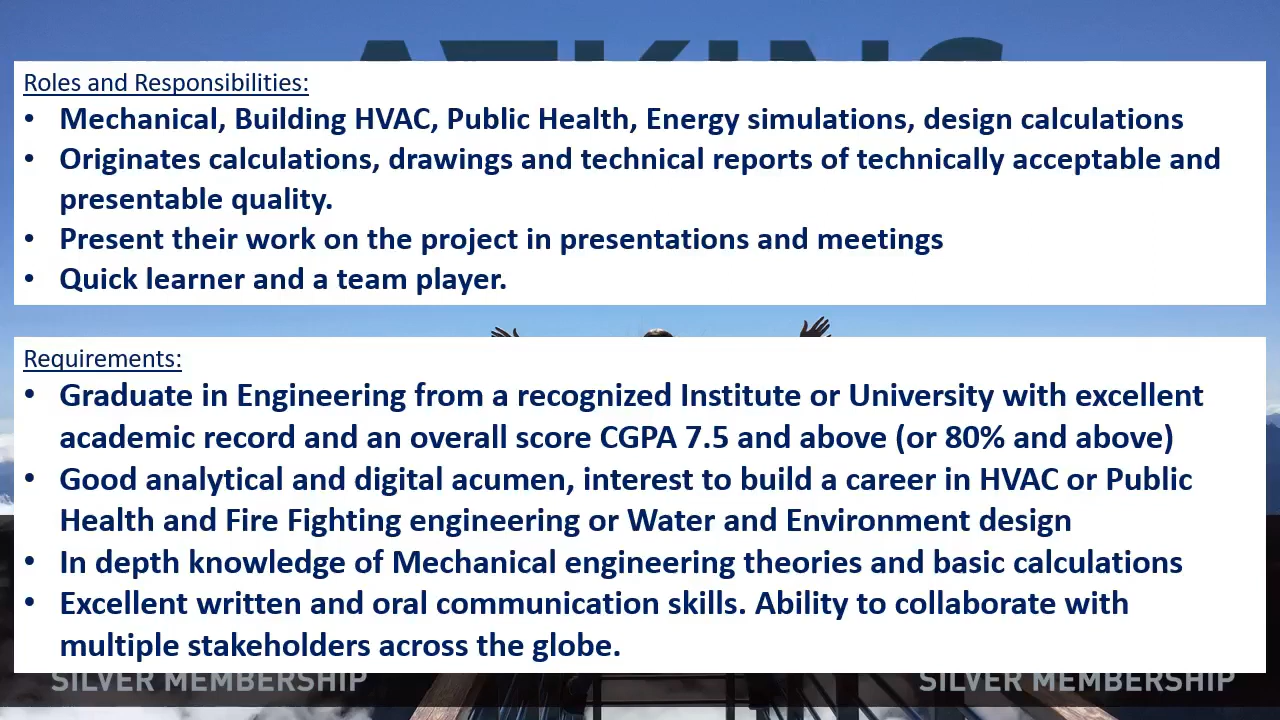 ATKINS
Roles and Responsibilities:
• Mechanical, Building HVAC, Public Health, Energy simulations, design calculations
• Originates calculations, drawings and technical reports of technically acceptable and
presentable quality.
• Present their work on the project in presentations and meetings
• Quick learner and a team player.
Requirements:
• Graduate in Engineering from a recognized Institute or University with excellent
academic record and an overall score CGPA 7.5 and above (or 80% and above)
• Good analytical and digital acumen, interest to build a career in HVAC or Public
Health and Fire Fighting engineering or Water and Environment design
• In depth knowledge of Mechanical engineering theories and basic calculations
• Excellent written and oral communication skills. Ability to collaborate with
multiple stakeholders across the globe.
SILVER MEMBERSHIP SILVER MEMBERSHIP